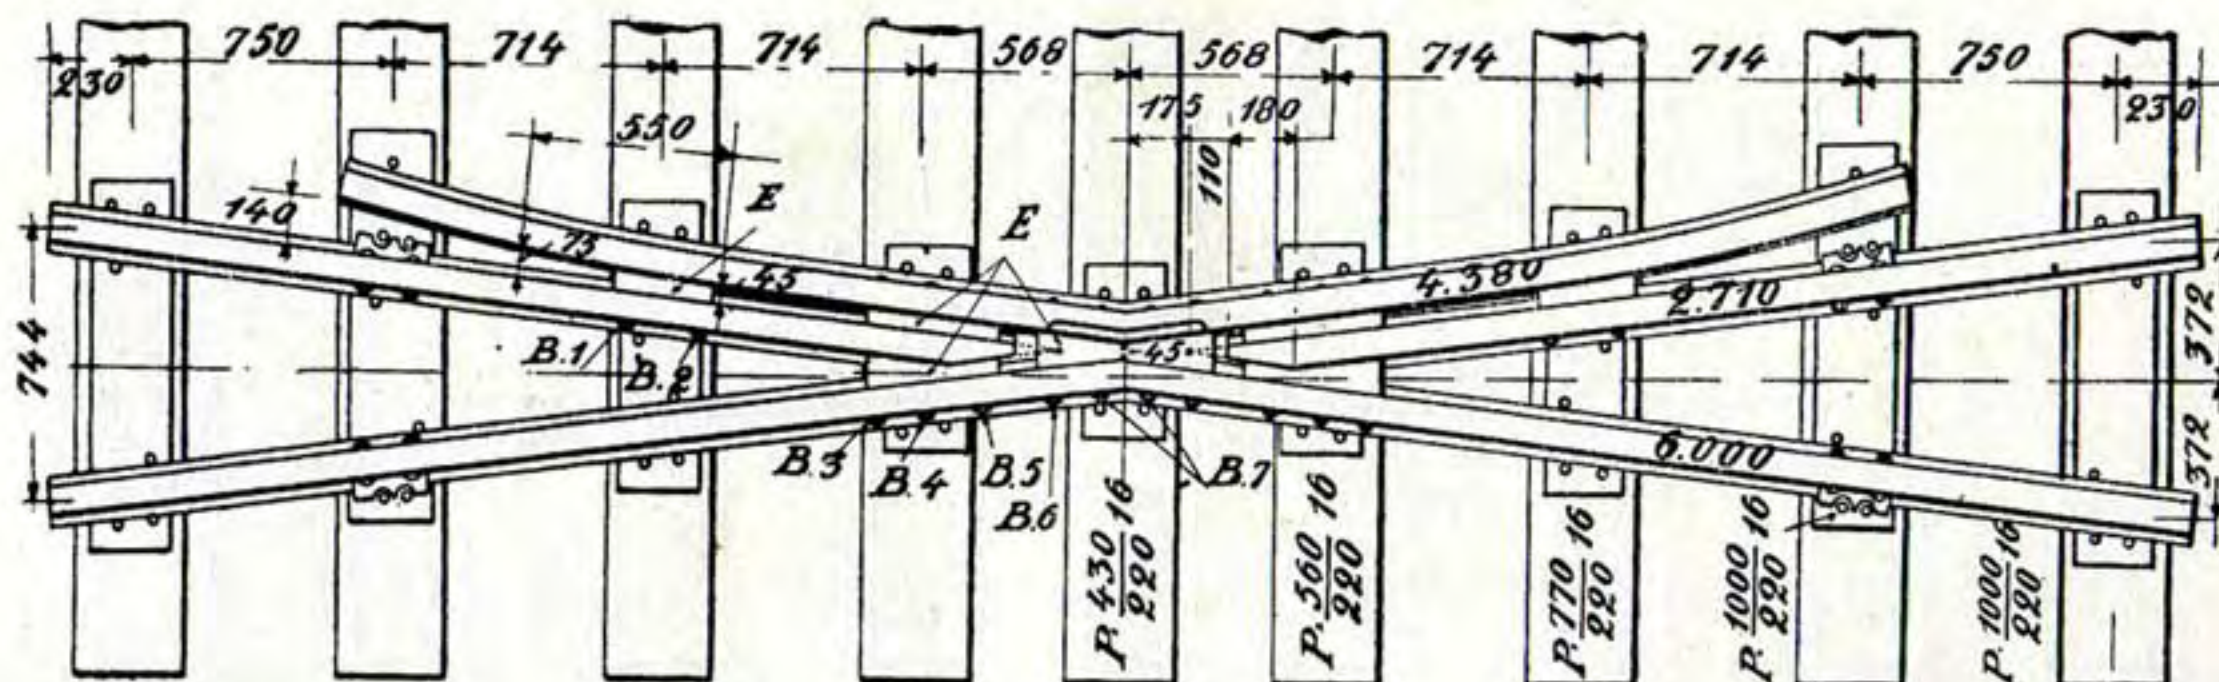 750 714 714 568 568 714 714 750
230 230
550 175 180
110
E
E
140
75
45
4.380
2.710
744
45
372
372
B.1
B.2
6.000
B.3
B.4
B.5
B.6
B.7
P. 430/220 16
P. 560/220 16
P. 770/220 16
P. 1000/220 16
P. 1000/220 16